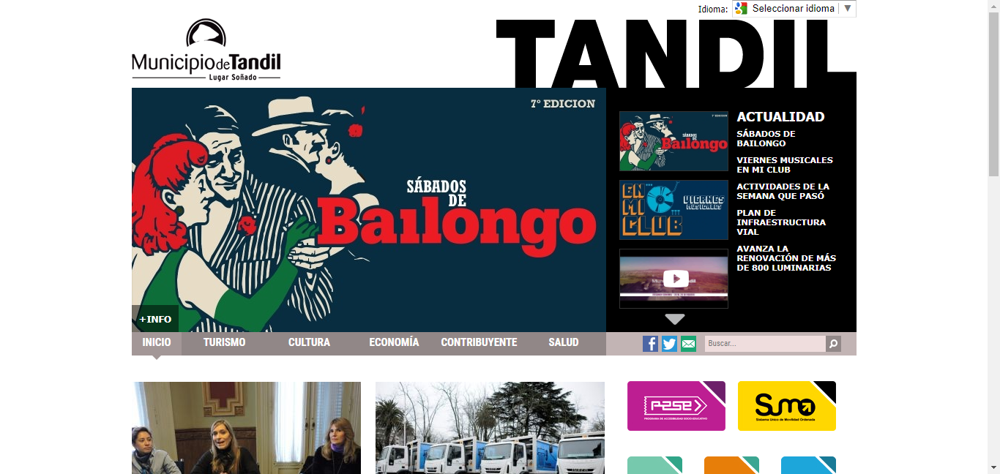 Idioma: Seleccionar idioma ▼
Municipio de Tandil
Lugar Soñado
TANDIL
7º EDICION
SÁBADOS
DE
Bailongo
+INFO
SÁBADOS
DE
Bailongo
EN
MI
CLUB
VIERNES
MUSICALES
ACTUALIDAD
SÁBADOS DE
BAILONGO
VIERNES MUSICALES
EN MI CLUB
ACTIVIDADES DE LA
SEMANA QUE PASÓ
PLAN DE
INFRAESTRUCTURA
VIAL
AVANZA LA
RENOVACIÓN DE MÁS
DE 800 LUMINARIAS
INICIO TURISMO CULTURA ECONOMÍA CONTRIBUYENTE SALUD
Buscar...
PASE
PROGRAMA DE ACCESIBILIDAD SOCIO-EDUCATIVO
Sumo
Sistema Unico de Movilidad Ordenada